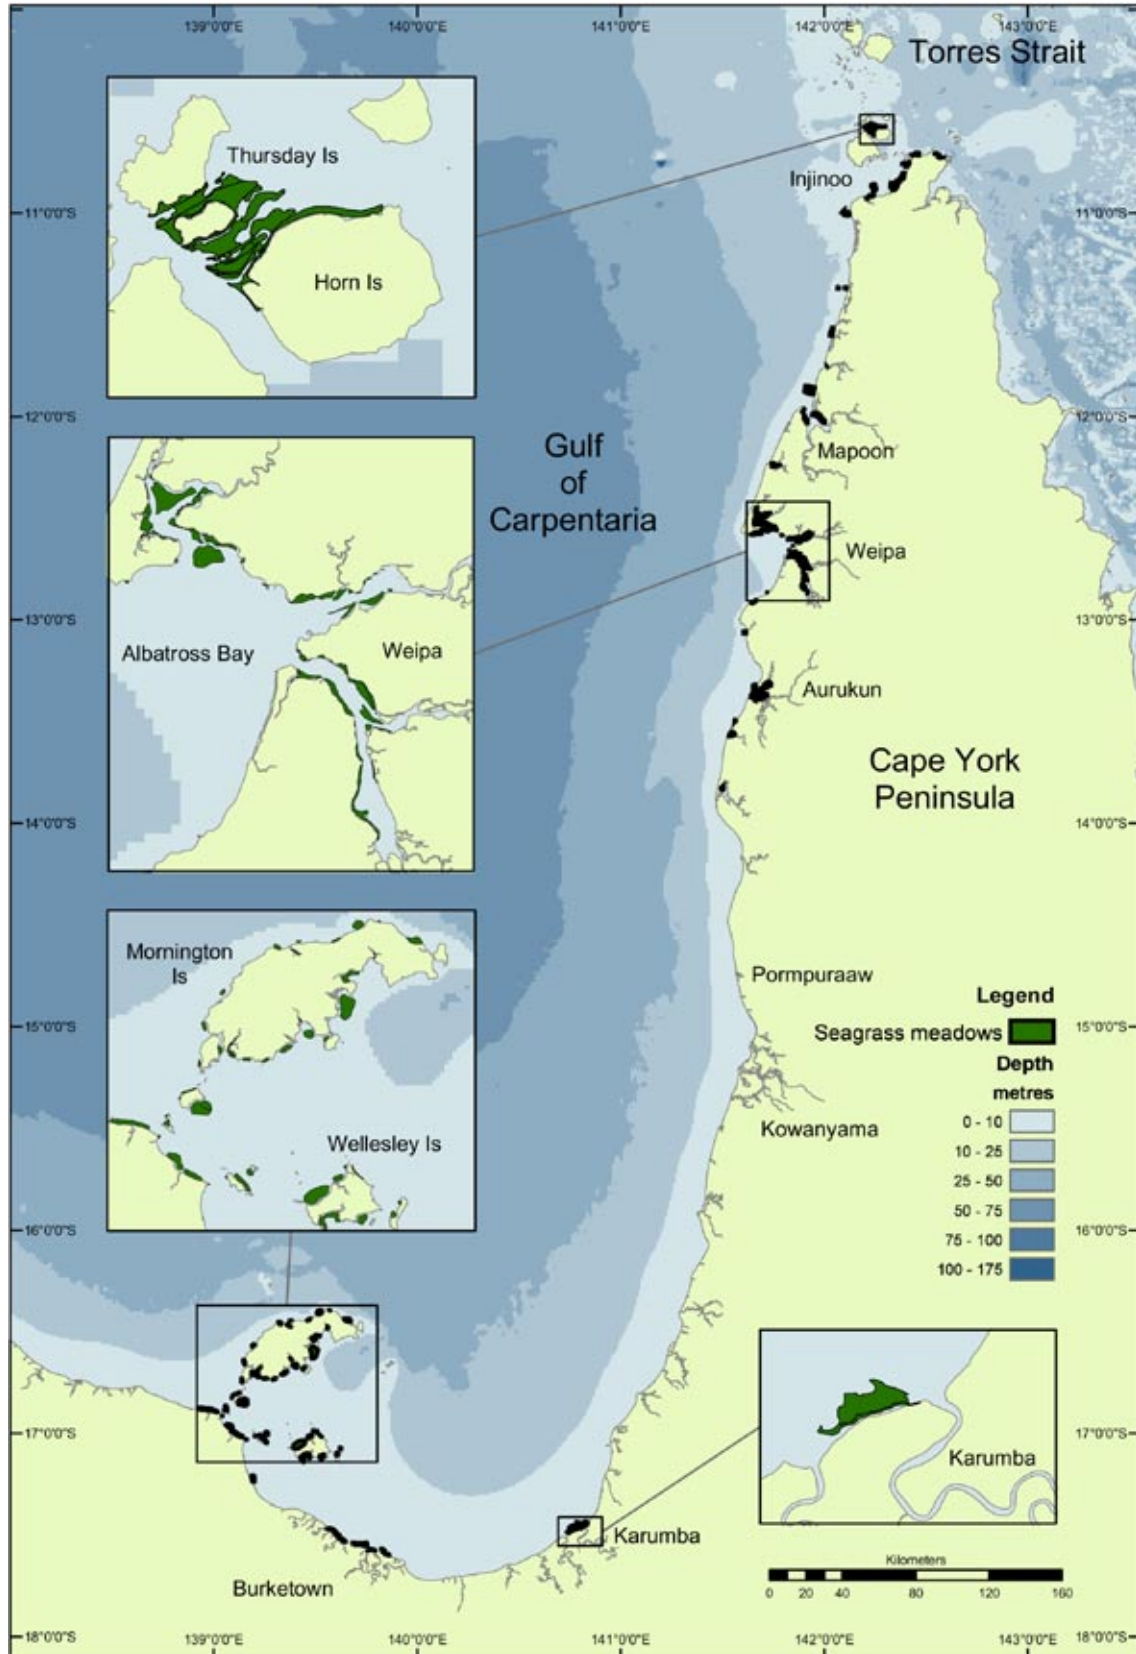 139°0'0"E
140°0'0"E
141°0'0"E
142°0'0"E
143°0'0"E
Torres Strait
Thursday Is
Horn Is
Injinoo
11°0'0"S
11°0'0"S
12°0'0"S
12°0'0"S
Gulf
of
Carpentaria
Mapoon
Weipa
Albatross Bay
Weipa
13°0'0"S
13°0'0"S
Aurukun
Cape York
Peninsula
14°0'0"S
14°0'0"S
Mornington
Is
Wellesley Is
Pormpuraaw
15°0'0"S
15°0'0"S
Kowanyama
Legend
Seagrass meadows
Depth
metres
0 - 10
10 - 25
25 - 50
50 - 75
75 - 100
100 - 175
16°0'0"S
16°0'0"S
17°0'0"S
17°0'0"S
Karumba
Karumba
Burketown
Kilometers
0 20 40 80 120 160
18°0'0"S
18°0'0"S
139°0'0"E
140°0'0"E
141°0'0"E
142°0'0"E
143°0'0"E